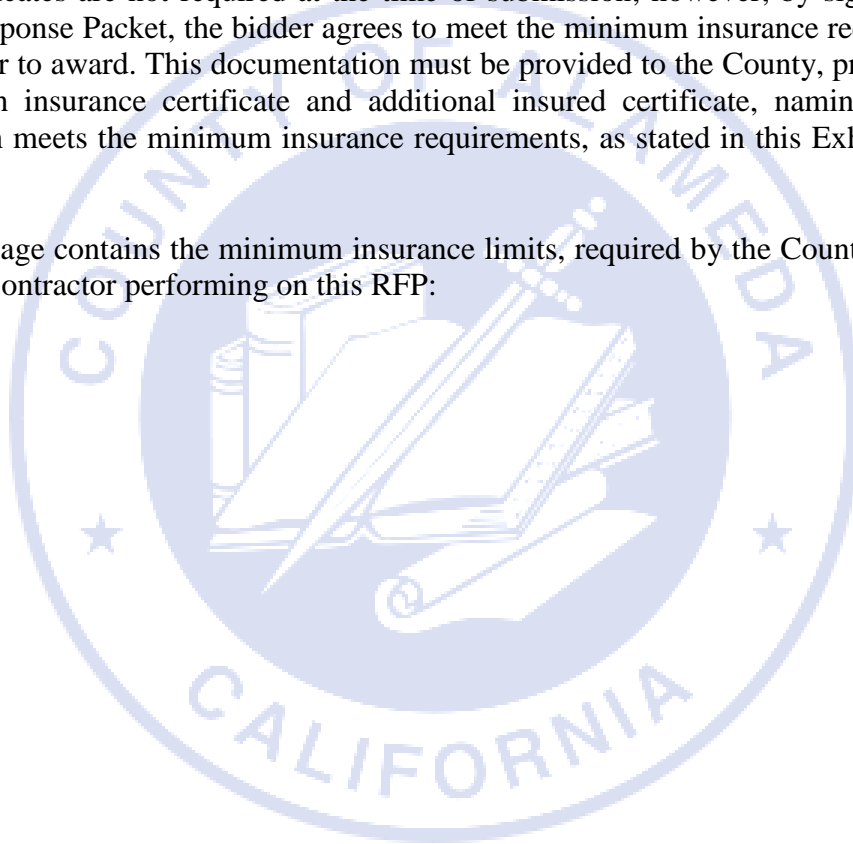 cates are not required at the time of submission; however, by sig
ponse Packet, the bidder agrees to meet the minimum insurance re
r to award. This documentation must be provided to the County, pr
n insurance certificate and additional insured certificate, namin
n meets the minimum insurance requirements, as stated in this Exh
age contains the minimum insurance limits, required by the Count
ontractor performing on this RFP:
COUNTY OF ALAMEDA
CALIFORNIA